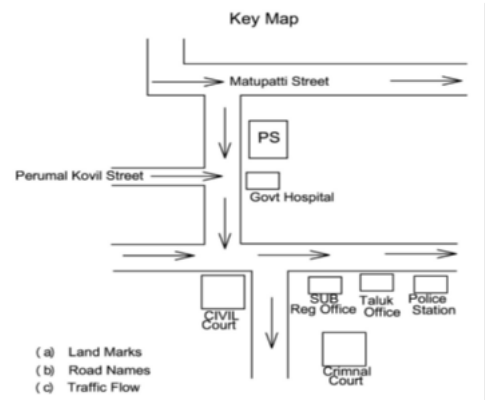 Key Map
Matupatti Street
PS
Perumal Kovil Street
Govt Hospital
CIVIL
Court
SUB
Reg Office
Taluk
Office
Police
Station
Crimnal
Court
(a) Land Marks
(b) Road Names
(c) Traffic Flow